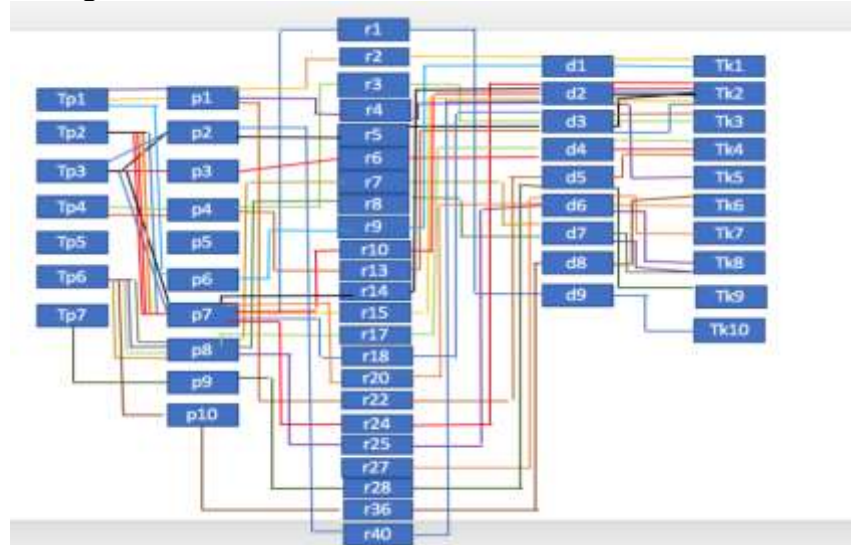 Tp1
Tp2
Tp3
Tp4
Tp5
Tp6
Tp7
p1
p2
p3
p4
p5
p6
p7
p8
p9
p10
r1
r2
r3
r4
r5
r6
r7
r8
r9
r10
r13
r14
r15
r17
r18
r20
r22
r24
r25
r27
r28
r36
r40
d1
d2
d3
d4
d5
d6
d7
d8
d9
Tk1
Tk2
Tk3
Tk4
Tk5
Tk6
Tk7
Tk8
Tk9
Tk10